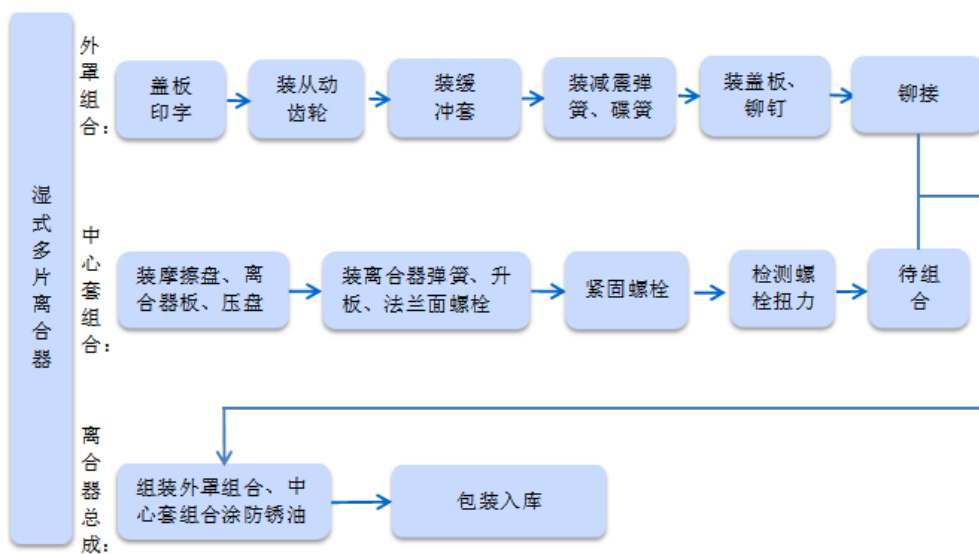 湿式多片离合器
外罩组合：
盖板
印字
装从动
齿轮
装缓
冲套
装减震弹
簧、碟簧
装盖板、
铆钉
铆接
中心套组合：
装摩擦盘、离
合器板、压盘
装离合器弹簧、升
板、法兰面螺栓
紧固螺栓
检测螺
栓扭力
待组
合
离合器总成：
组装外罩组合、中
心套组合涂防锈油
包装入库